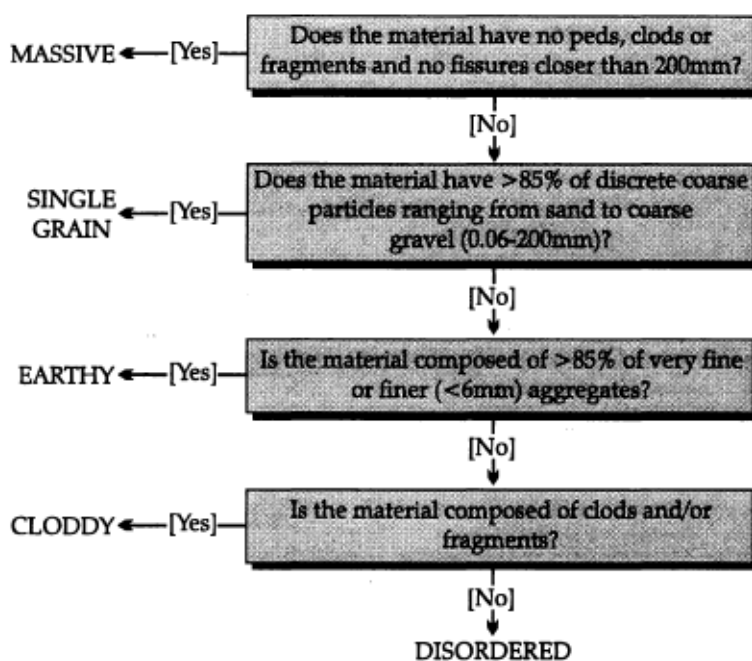 Does the material have no peds, clods or
MASSIVE [Yes] fragments and no fissures closer than 200mm?
[No]
Does the material have >85% of discrete coarse
SINGLE
GRAIN
[Yes]
particles ranging from sand to coarse
gravel (0.06-200mm)?
[No]
Is the material composed of >85% of very fine
EARTHY [Yes]
or finer (<6mm) aggregates?
[No]
Is the material composed of clods and/or
CLODDY [Yes]
fragments?
[No]
DISORDERED